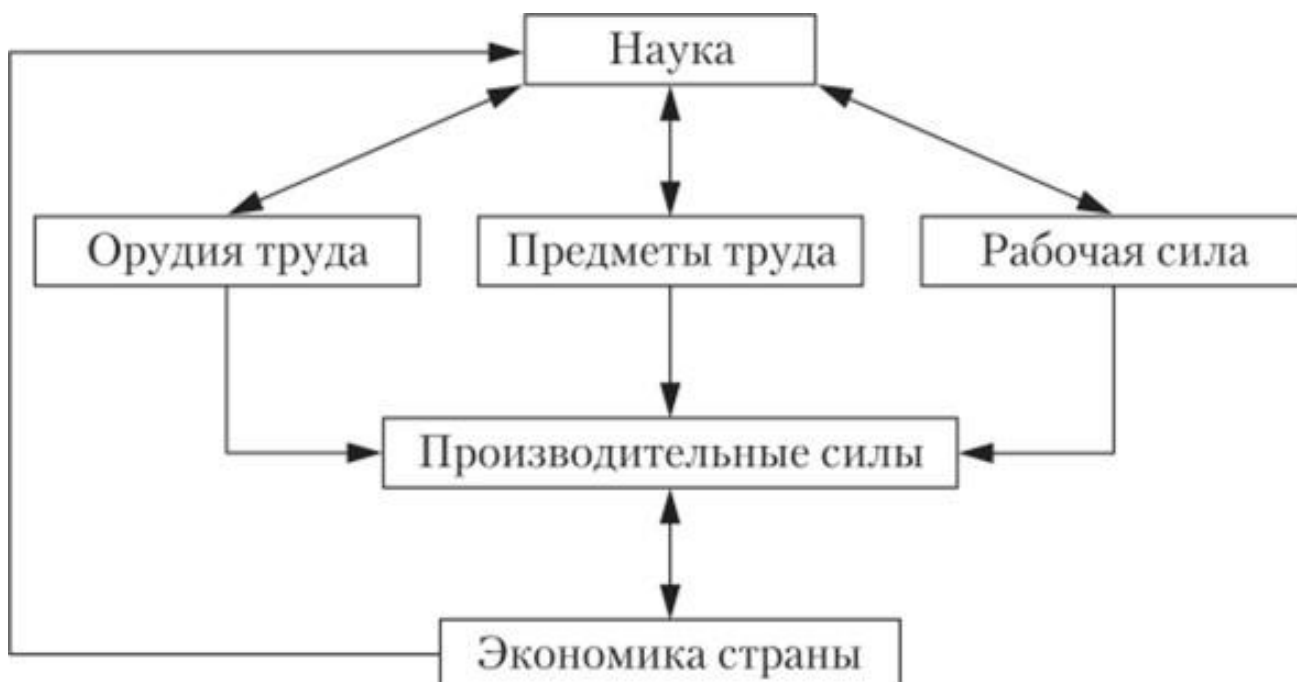 Наука
Орудия труда
Предметы труда
Рабочая сила
Производительные силы
Экономика страны